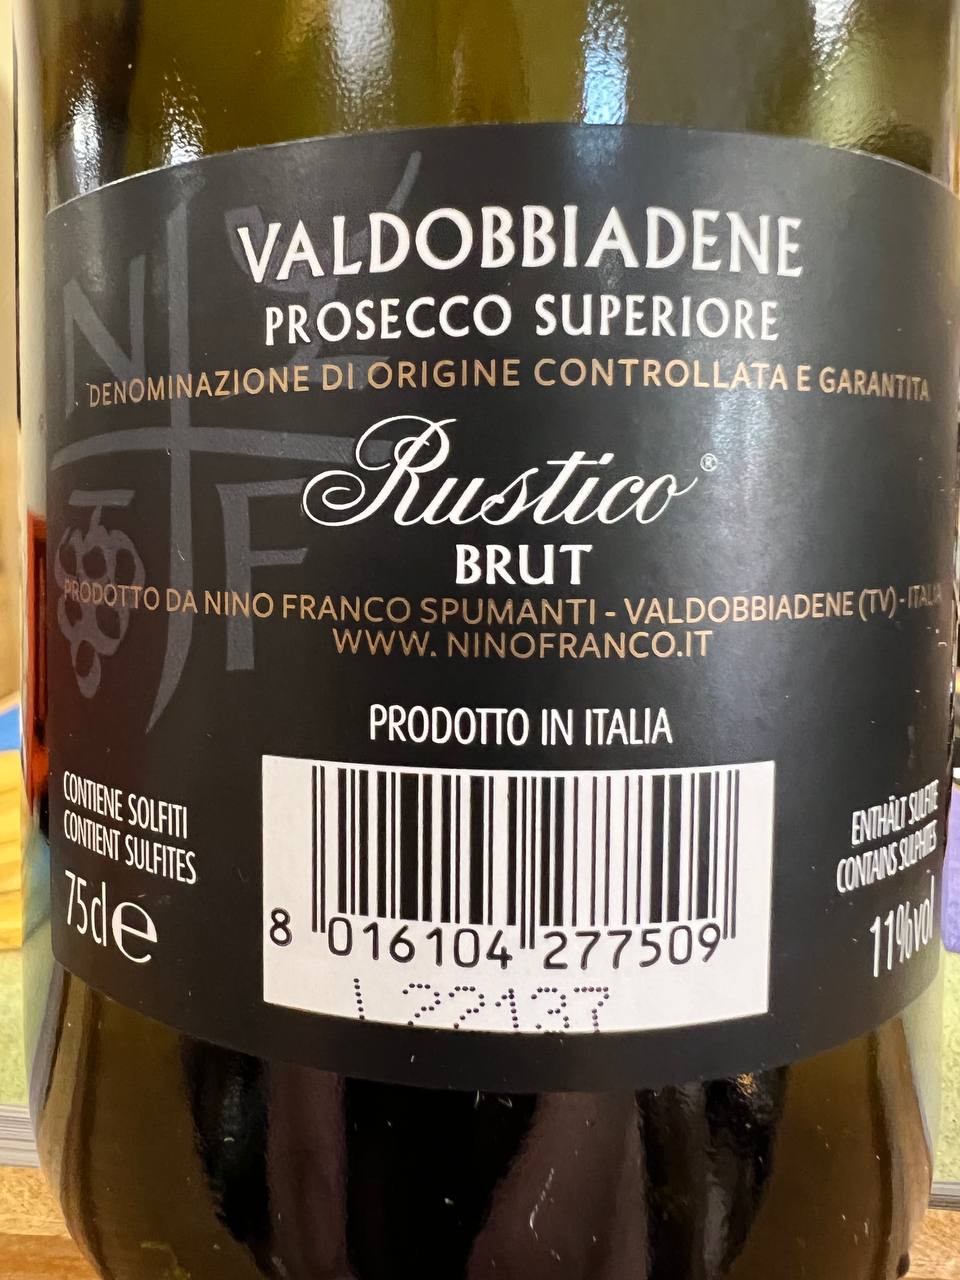 VALDOBBIADENE
PROSECCO SUPERIORE
DENOMINAZIONE DI ORIGINE CONTROLLATA E GARANTITA
Rustico®
BRUT
PRODOTTO DA NINO FRANCO SPUMANTI - VALDOBBIADENE (TV) - ITALIA
WWW. NINOFRANCO.IT
N F
PRODOTTO IN ITALIA
CONTIENE SOLFITI
CONTIENT SULFITES
75cl e
8 016104 277509
L 22137
ENTHÄLT SULFITE
CONTAINS SULPHITES
11%vol